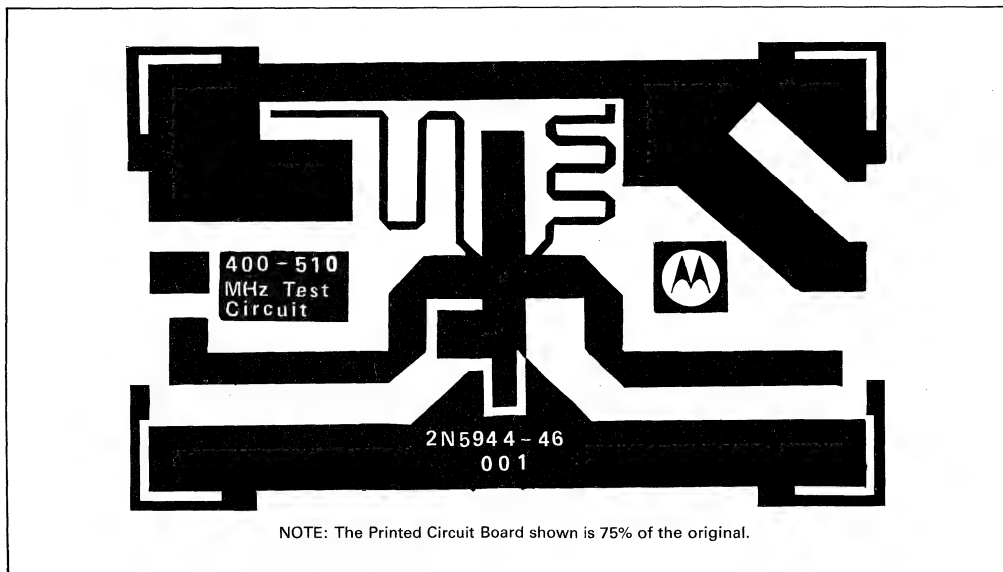 400-510
MHz Test
Circuit
2N5944-46
001
NOTE: The Printed Circuit Board shown is 75% of the original.